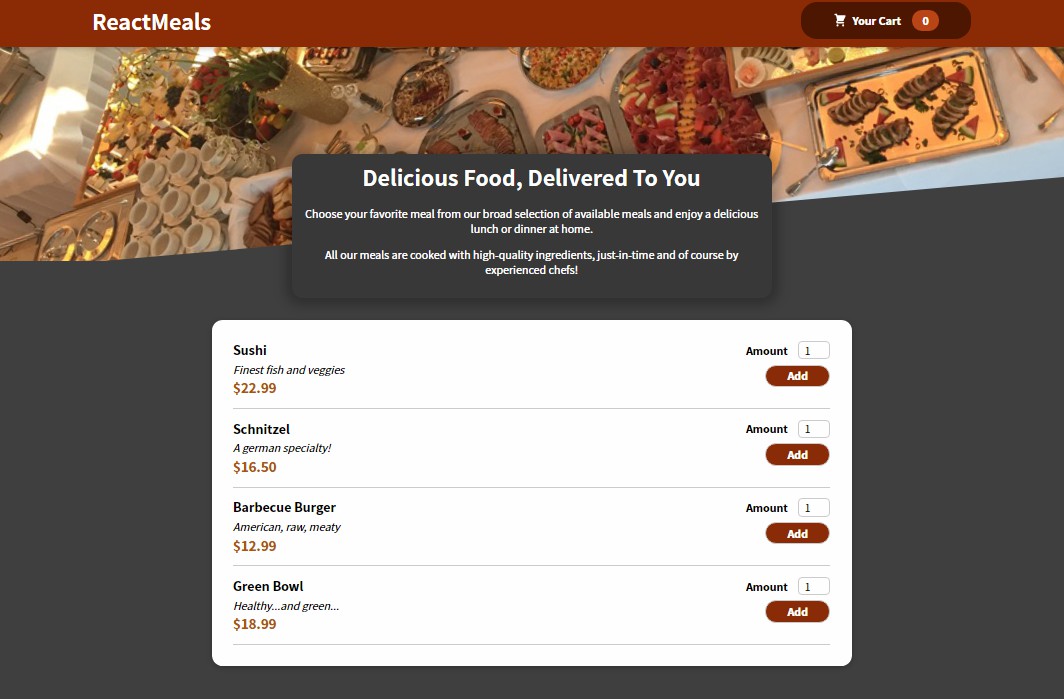 ReactMeals
Your Cart 0
Delicious Food, Delivered To You
Choose your favorite meal from our broad selection of available meals and enjoy a delicious
lunch or dinner at home.
All our meals are cooked with high-quality ingredients, just-in-time and of course by
experienced chefs!
Sushi
Finest fish and veggies
$22.99
Amount 1
Add
Schnitzel
A german specialty!
$16.50
Amount 1
Add
Barbecue Burger
American, raw, meaty
$12.99
Amount 1
Add
Green Bowl
Healthy...and green...
$18.99
Amount 1
Add